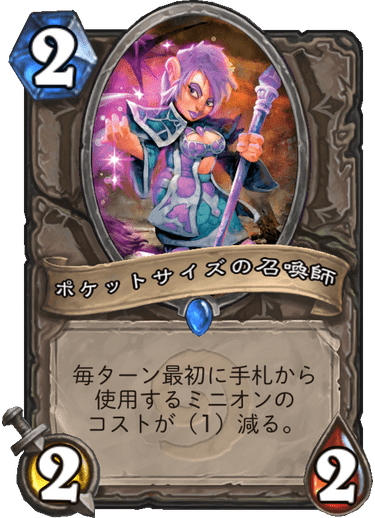 2
ポケットサイズの召喚師
毎ターン最初に手札から
使用するミニオンの
コストが（1）減る。
2
2